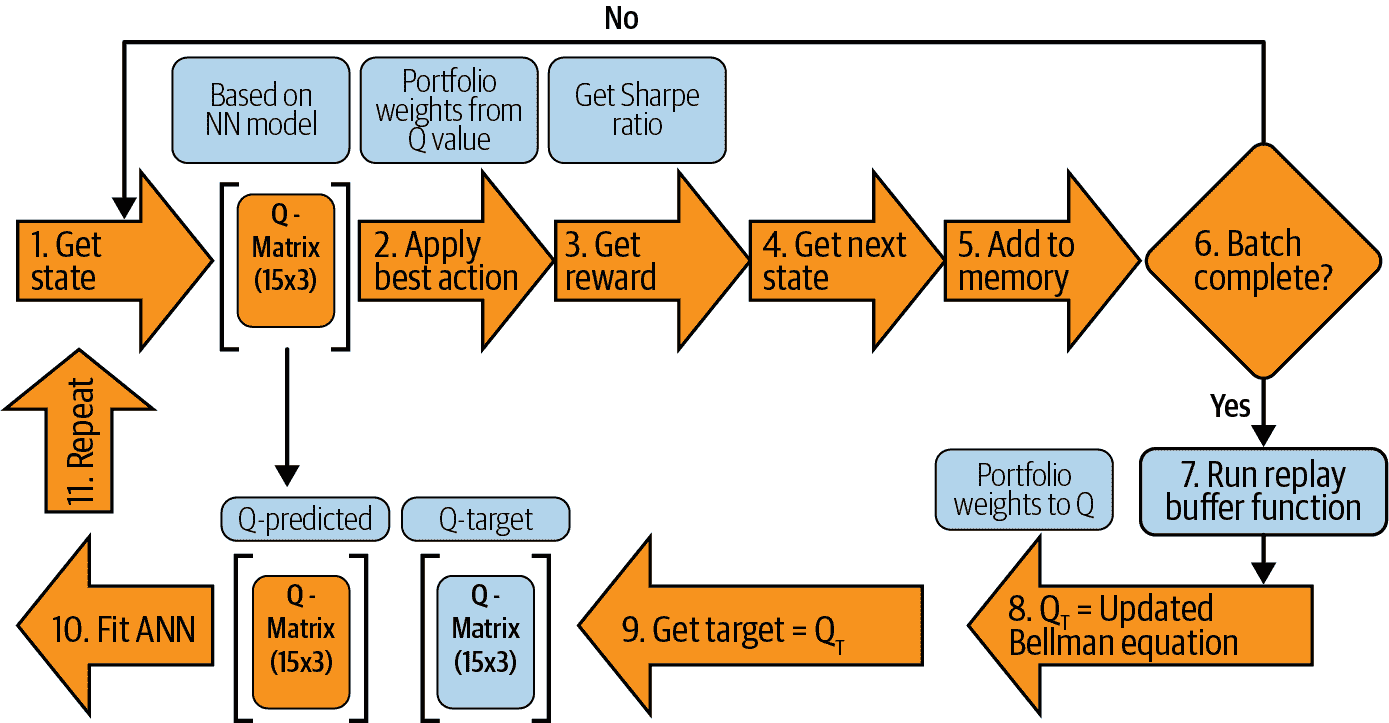 No
Based on
NN model
Portfolio
weights from
Q value
Get Sharpe
ratio
1. Get
state
Q -
Matrix
(15x3)
2. Apply
best action
3. Get
reward
4. Get next
state
5. Add to
memory
6. Batch
complete?
Yes
11. Repeat
7. Run replay
buffer function
Portfolio
weights to Q
8. QT = Updated
Bellman equation
9. Get target = QT
Q-target
Q -
Matrix
(15x3)
Q-predicted
Q -
Matrix
(15x3)
10. Fit ANN